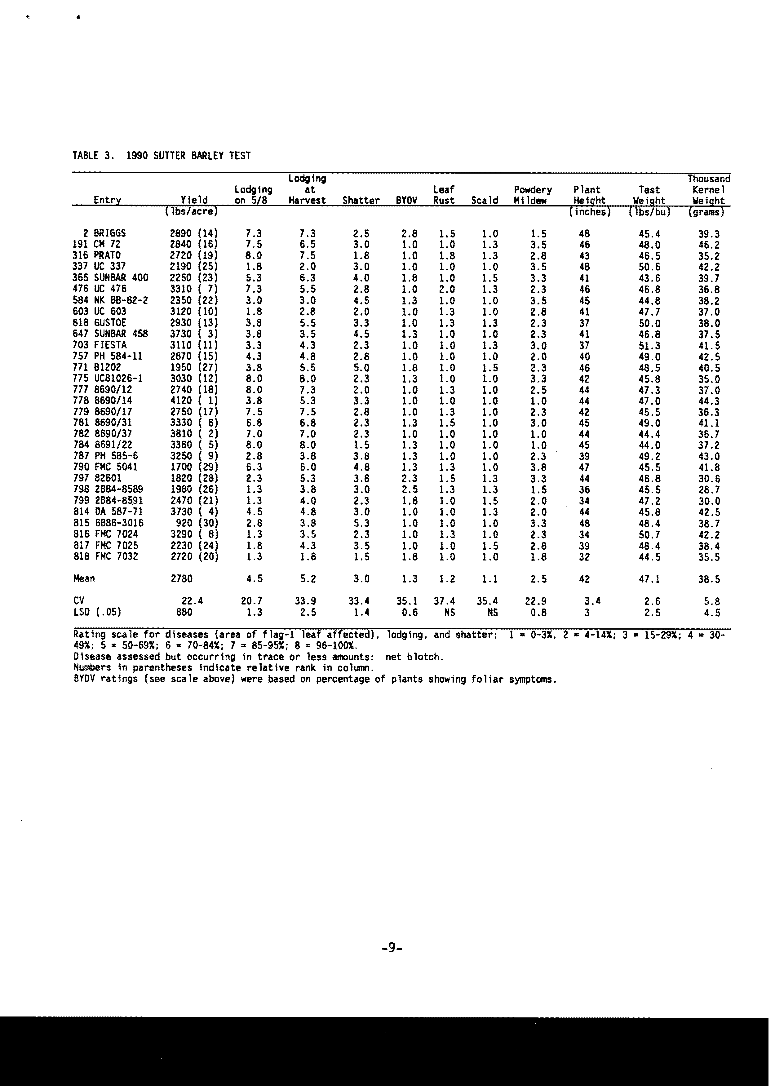 TABLE 3. 1990 SUTTER BARLEY TEST
Lodging Thousand
Lodging at Leaf Powdery Plant Test Kernel
Entry Yield on 5/8 Harvest Shatter BYDV Rust Scald Mildew Height Weight Weight
(lbs/acre) (inches) (lbs/bu) (grams)
2 BRIGGS 2890 (14) 7.3 7.3 2.5 2.8 1.5 1.0 1.5 48 45.4 39.3
191 CM 72 2840 (16) 7.5 6.5 3.0 1.0 1.0 1.3 3.5 46 48.0 46.2
316 PRATO 2720 (19) 8.0 7.5 1.8 1.0 1.8 1.3 2.8 43 46.5 35.2
337 UC 337 2190 (25) 1.8 2.0 3.0 1.0 1.0 1.0 3.5 48 50.6 42.2
365 SUNBAR 400 2250 (23) 5.3 6.3 4.0 1.8 1.0 1.5 3.3 41 43.6 39.7
476 UC 476 3310 ( 7) 7.3 5.5 2.8 1.0 2.0 1.3 2.3 46 46.8 36.8
584 NK BB-62-2 2350 (22) 3.0 3.0 4.5 1.3 1.0 1.0 3.5 45 44.8 38.2
603 UC 603 3120 (10) 1.8 2.8 2.0 1.0 1.3 1.0 2.8 41 47.7 37.0
618 GUSTOE 2930 (13) 3.8 5.5 3.3 1.0 1.3 1.3 2.3 37 50.0 38.0
647 SUNBAR 458 3730 ( 3) 3.8 3.5 4.5 1.3 1.0 1.0 2.3 41 46.8 37.5
703 FIESTA 3110 (11) 3.3 4.3 2.3 1.0 1.0 1.3 3.0 37 51.3 41.5
757 PH 584-11 2870 (15) 4.3 4.8 2.8 1.0 1.0 1.0 2.0 40 49.0 42.5
771 81202 1950 (27) 3.8 5.5 5.0 1.8 1.0 1.5 2.3 46 48.5 40.5
775 UC81026-1 3030 (12) 8.0 8.0 2.3 1.3 1.0 1.0 3.3 42 45.8 35.0
777 8690/12 2740 (18) 8.0 7.3 2.0 1.0 1.3 1.0 2.5 44 47.3 37.0
778 8690/14 4120 ( 1) 3.8 5.3 3.3 1.0 1.0 1.0 1.0 44 47.0 44.3
779 8690/17 2750 (17) 7.5 7.5 2.8 1.0 1.3 1.0 2.3 42 45.5 36.3
781 8690/31 3330 ( 6) 6.8 6.8 2.3 1.3 1.5 1.0 3.0 45 49.0 41.1
782 8690/37 3810 ( 2) 7.0 7.0 2.3 1.0 1.0 1.0 1.0 44 44.4 36.7
784 8691/22 3360 ( 5) 8.0 8.0 1.5 1.3 1.0 1.0 1.0 45 44.0 37.2
787 PH 585-6 3250 ( 9) 2.8 3.8 3.8 1.3 1.0 1.0 2.3 39 49.2 43.0
790 FMC 5041 1700 (29) 6.3 6.0 4.8 1.3 1.3 1.0 3.8 47 45.5 41.8
797 82601 1820 (28) 2.3 5.3 3.8 2.3 1.5 1.3 3.3 44 46.8 30.6
798 2B84-8589 1980 (26) 1.3 3.8 3.0 2.5 1.3 1.3 1.5 36 45.5 28.7
799 2B84-8591 2470 (21) 1.3 4.0 2.3 1.8 1.0 1.5 2.0 34 47.2 30.0
814 DA 587-71 3730 ( 4) 4.5 4.8 3.0 1.0 1.0 1.3 2.0 44 45.8 42.5
815 BB86-3016 920 (30) 2.8 3.8 5.3 1.0 1.0 1.0 3.3 48 48.4 38.7
816 FMC 7024 3290 ( 8) 1.3 3.5 2.3 1.0 1.3 1.0 2.3 34 50.7 42.2
817 FMC 7025 2230 (24) 1.8 4.3 3.5 1.0 1.0 1.5 2.8 39 48.4 38.4
818 FMC 7032 2720 (20) 1.3 1.8 1.5 1.8 1.0 1.0 1.8 32 44.5 35.5
Mean 2780 4.5 5.2 3.0 1.3 1.2 1.1 2.5 42 47.1 38.5
CV 22.4 20.7 33.9 33.4 35.1 37.4 35.4 22.9 3.4 2.6 5.8
LSD (.05) 880 1.3 2.5 1.4 0.6 NS NS 0.8 3 2.5 4.5
Rating scale for diseases (area of flag-1 leaf affected), lodging, and shatter; 1 = 0-3%, 2 = 4-14%; 3 = 15-29%; 4 = 30-
49%; 5 = 50-69%; 6 = 70-84%; 7 = 85-95%; 8 = 96-100%.
Disease assessed but occurring in trace or less amounts: net blotch.
Numbers in parentheses indicate relative rank in column.
BYDV ratings (see scale above) were based on percentage of plants showing foliar symptoms.
-9-